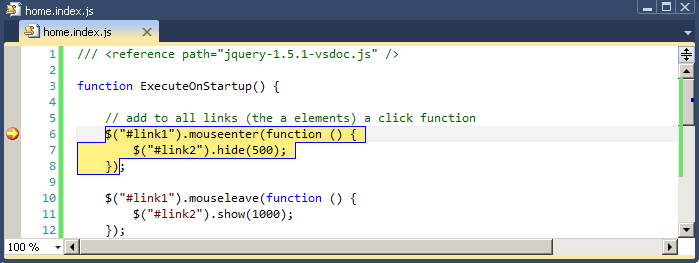 home.index.js
home.index.js
1 /// <reference path="jquery-1.5.1-vsdoc.js" />
2
3 function ExecuteOnStartup() {
4
5 // add to all links (the a elements) a click function
6 $("#link1").mouseenter(function () {
7 $("#link2").hide(500);
8 });
9
10 $("#link1").mouseleave(function () {
11 $("#link2").show(1000);
12 });
100 %